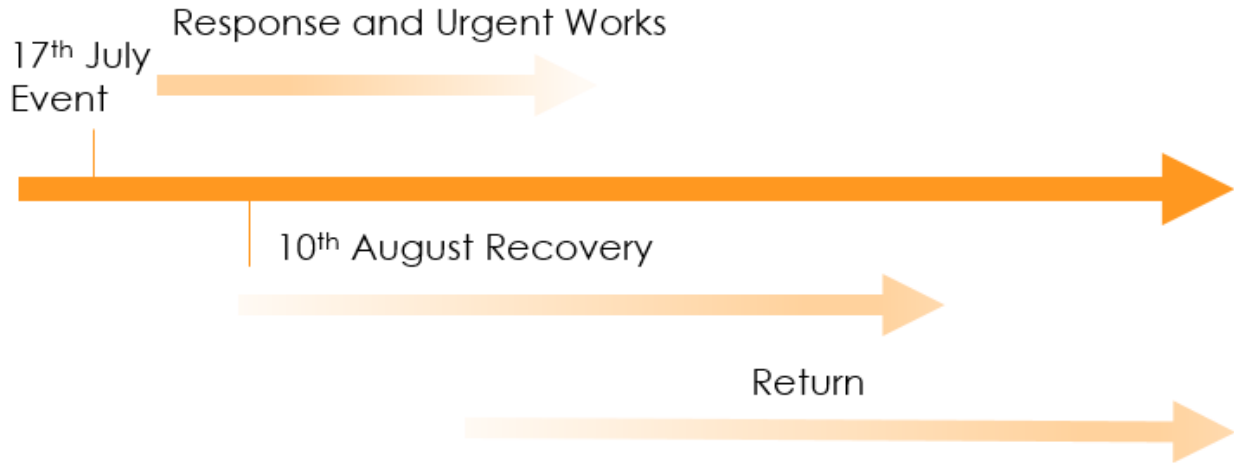 Response and Urgent Works
17th July
Event
10th August Recovery
Return